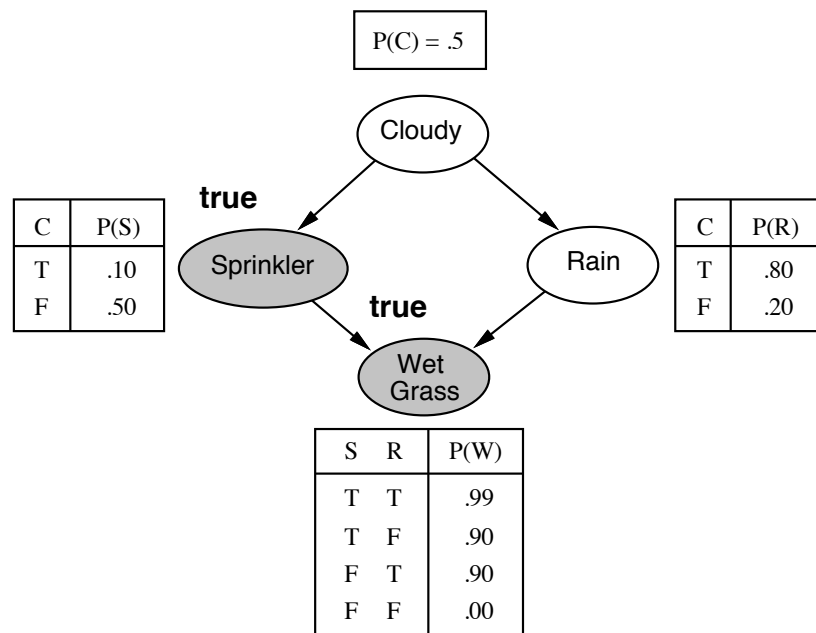 P(C) = .5
Cloudy
true
C P(S)
T .10
F .50
Sprinkler
Rain
C P(R)
T .80
F .20
true
Wet
Grass
S R P(W)
T T .99
T F .90
F T .90
F F .00